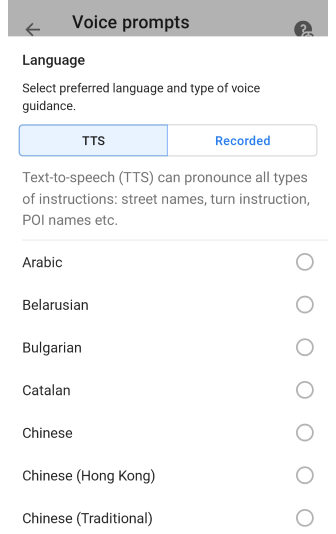 Voice prompts
Language
Select preferred language and type of voice
guidance.
TTS
Recorded
Text-to-speech (TTS) can pronounce all types
of instructions: street names, turn instruction,
POI names etc.
Arabic
Belarusian
Bulgarian
Catalan
Chinese
Chinese (Hong Kong)
Chinese (Traditional)